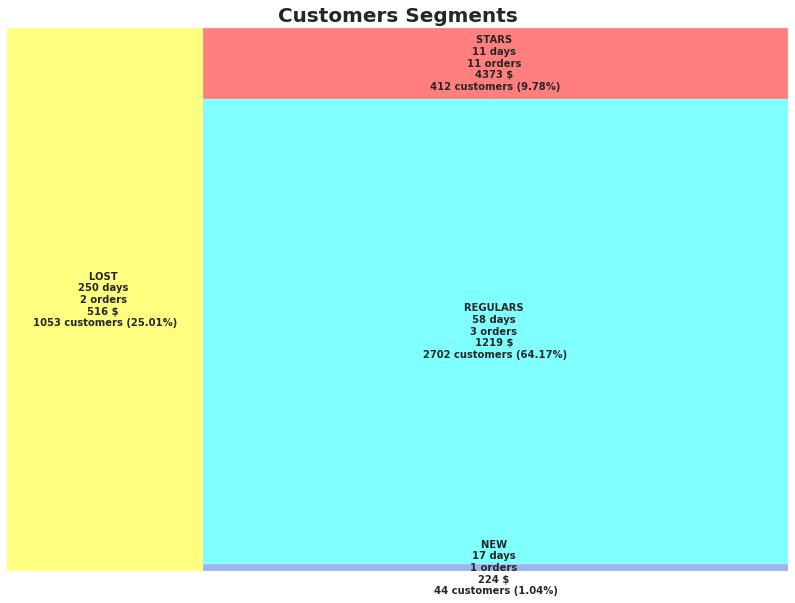 Customers Segments
STARS
11 days
11 orders
4373 $
412 customers (9.78%)
LOST
250 days
2 orders
516 $
1053 customers (25.01%)
REGULARS
58 days
3 orders
1219 $
2702 customers (64.17%)
NEW
17 days
1 orders
224 $
44 customers (1.04%)